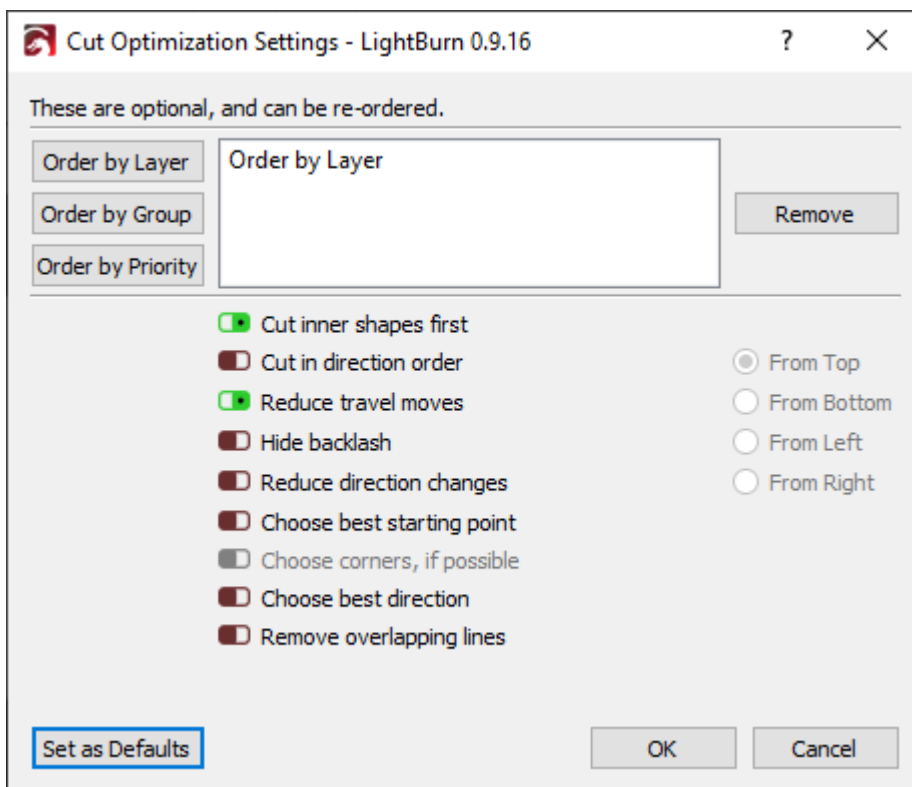 Cut Optimization Settings - LightBurn 0.9.16
?
These are optional, and can be re-ordered.
Order by Layer
Order by Group
Order by Priority
Order by Layer
Remove
Cut inner shapes first
Cut in direction order
From Top
Reduce travel moves
From Bottom
Hide backlash
From Left
Reduce direction changes
From Right
Choose best starting point
Choose corners, if possible
Choose best direction
Remove overlapping lines
Set as Defaults
OK
Cancel